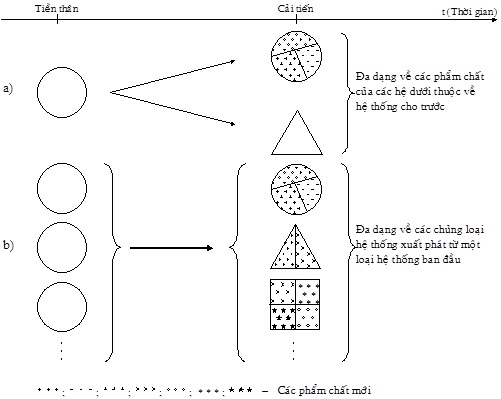 Tiền thân
Cải tiến
t (Thời gian)
a)
Đa dạng về các phẩm chất
của các hệ dưới thuộc về
hệ thống cho trước
b)
Đa dạng về các chủng loại
hệ thống xuất phát từ một
loại hệ thống ban đầu
– Các phẩm chất mới